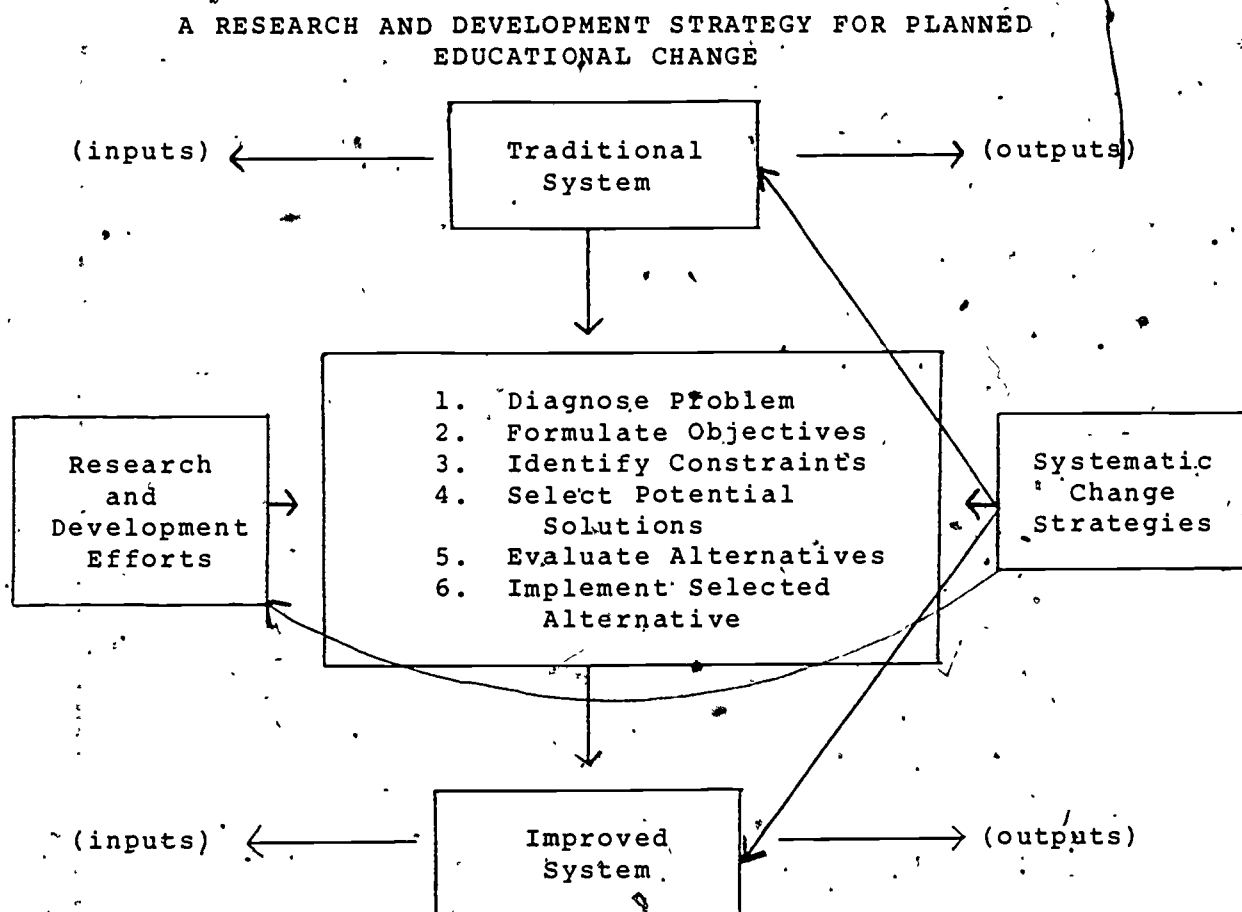 A RESEARCH AND DEVELOPMENT STRATEGY FOR PLANNED
EDUCATIONAL CHANGE
(inputs)
Traditional
System
(outputs)
1. Diagnose Problem
2. Formulate Objectives
3. Identify Constraints
4. Select Potential
Solutions
5. Evaluate Alternatives
6. Implement Selected
Alternative
Research
and
Development
Efforts
Systematic
Change
Strategies
(inputs)
Improved
System
(outputs)